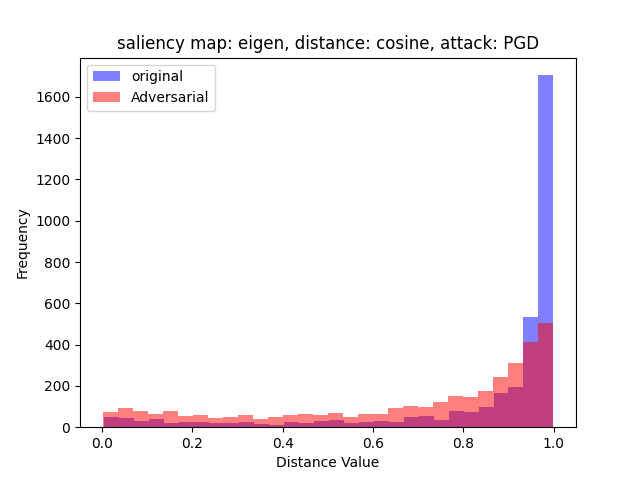 saliency map: eigen, distance: cosine, attack: PGD
original
Adversarial
Frequency
1600
1400
1200
1000
800
600
400
200
0
0.0 0.2 0.4 0.6 0.8 1.0
Distance Value